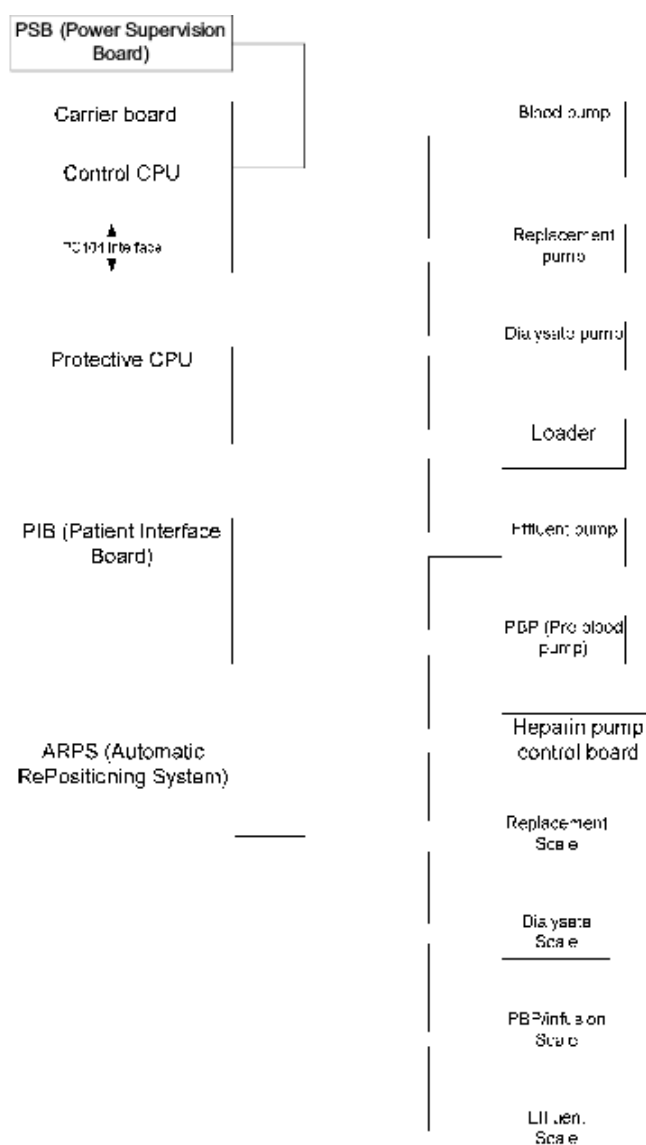 PSB (Power Supervision
Board)
Carrier board
Control CPU
PC104 Interface
Protective CPU
PIB (Patient Interface
Board)
ARPS (Automatic
RePositioning System)
Blood pump
Replacement
pump
Dialysate pump
Loader
Effluent pump
PBP (Pre blood
pump)
Heparin pump
control board
Replacement
Scale
Dialysate
Scale
PBP/infusion
Scale
Effluent
Scale